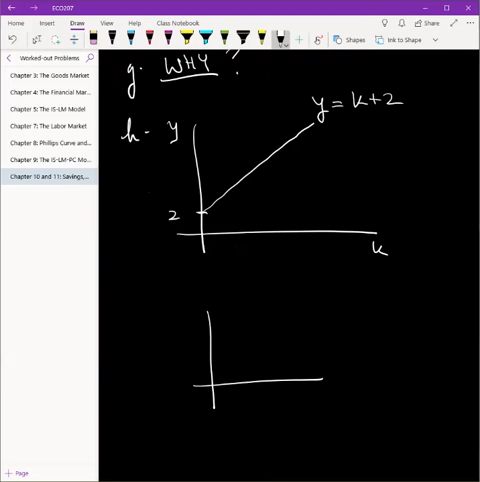 ECO207
File
Home
Insert
Draw
View
Help
Class Notebook
Share
Shapes
Ink to Shape
Worked-out Problems
Chapter 3: The Goods Market
Chapter 4: The Financial Mar...
Chapter 5: The IS-LM Model
Chapter 7: The Labor Market
Chapter 8: Phillips Curve and...
Chapter 9: The IS-LM-PC Mo...
Chapter 10 and 11: Savings,...
+ Page
g. WHY?
h- y
y = k+2
2
k